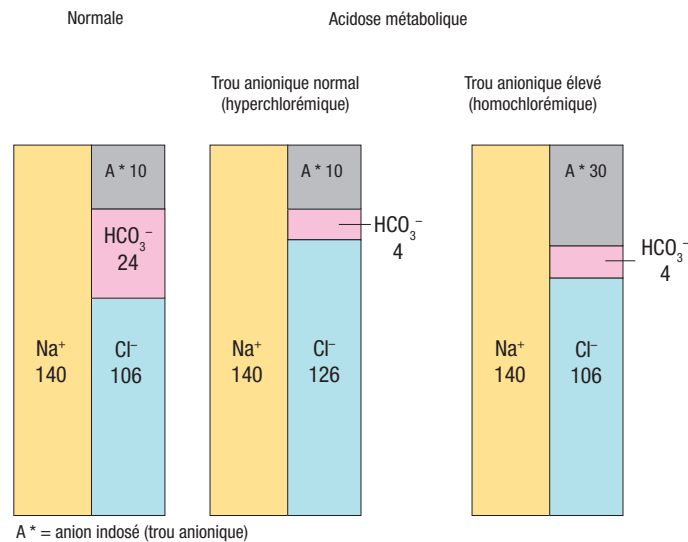 Normale
Acidose métabolique
Trou anionique normal
(hyperchlorémique)
Trou anionique élevé
(homochlorémique)
A * 10
HCO₃⁻
24
Na⁺
140
Cl⁻
106
A * 10
HCO₃⁻
4
Na⁺
140
Cl⁻
126
A * 30
HCO₃⁻
4
Na⁺
140
Cl⁻
106
A * = anion indosé (trou anionique)